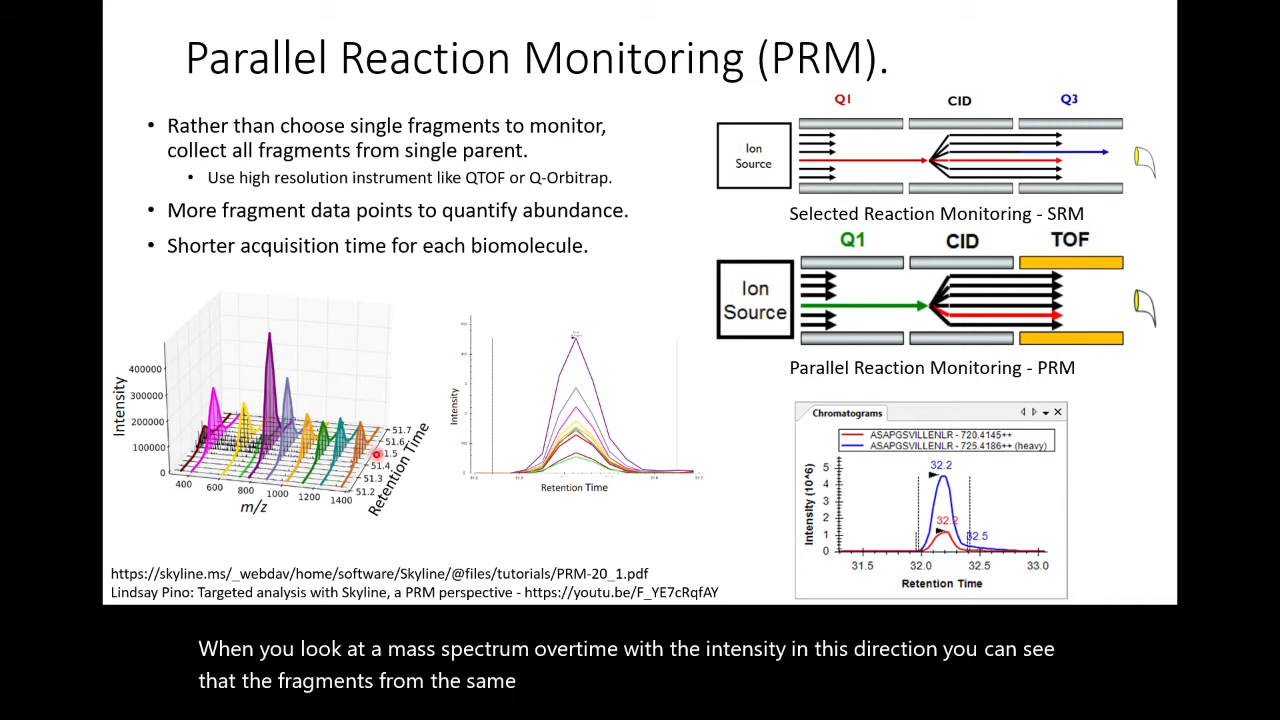 Parallel Reaction Monitoring (PRM).
• Rather than choose single fragments to monitor,
collect all fragments from single parent.
• Use high resolution instrument like QTOF or Q-Orbitrap.
• More fragment data points to quantify abundance.
• Shorter acquisition time for each biomolecule.
Q1 CID Q3
Ion
Source
Selected Reaction Monitoring - SRM
Q1 CID TOF
Ion
Source
Parallel Reaction Monitoring - PRM
Intensity
400000
300000
200000
100000
0
400 600 800 1000 1200 1400
m/z
51.7
51.6
1.5
51.4
51.3
51.2
Retention Time
Intensity
Retention Time
Chromatograms
ASAPGSVILLENLR - 720.4145++
ASAPGSVILLENLR - 725.4186++ (heavy)
Intensity (10^6)
5
4
3
2
1
0
32.2
32.2
32.5
31.5 32.0 32.5 33.0
Retention Time
https://skyline.ms/_webdav/home/software/Skyline/@files/tutorials/PRM-20_1.pdf
Lindsay Pino: Targeted analysis with Skyline, a PRM perspective - https://youtu.be/F_YE7cRqfAY
When you look at a mass spectrum overtime with the intensity in this direction you can see
that the fragments from the same